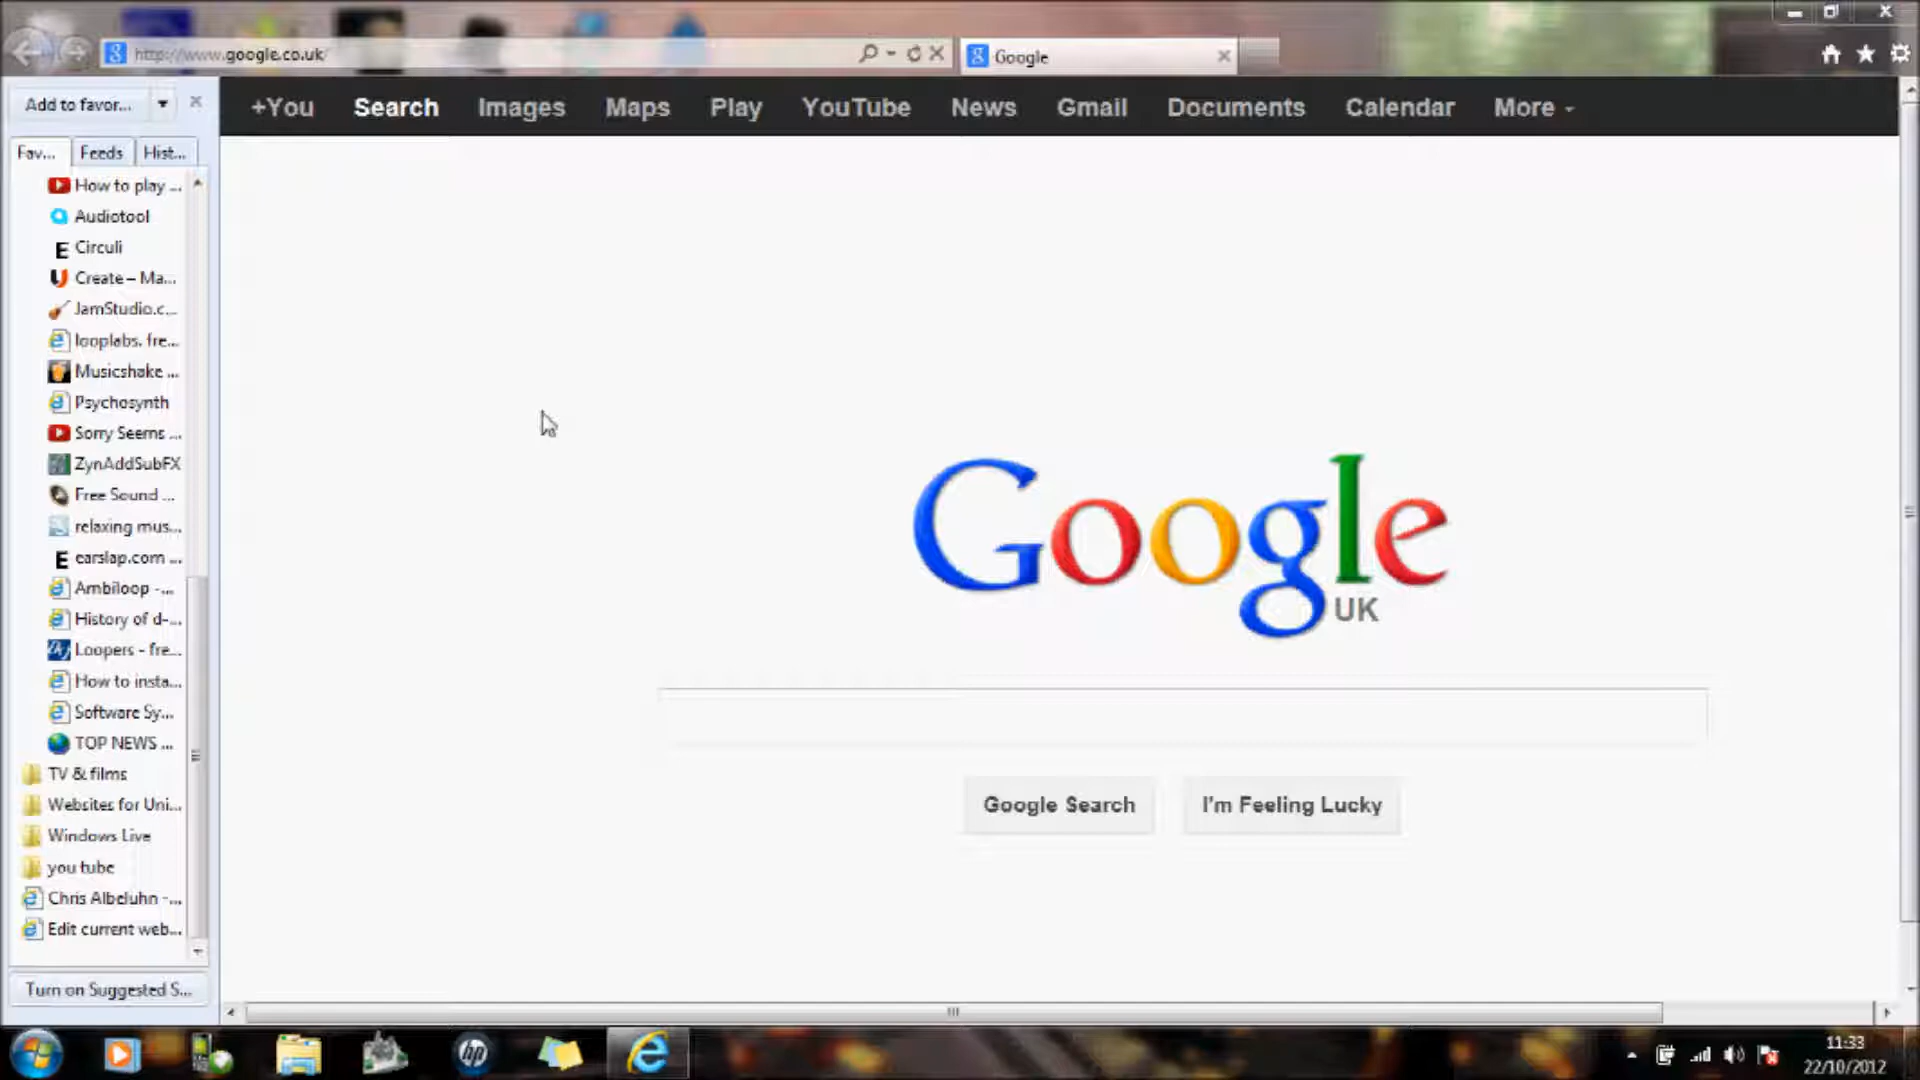 http://www.google.co.uk/
Google
Add to favor...
+You Search Images Maps Play YouTube News Gmail Documents Calendar More
Fav... Feeds Hist...
How to play ...
Audiotool
Circuli
Create – Ma...
JamStudio.c...
looplabs. fre...
Musicshake ...
Psychosynth
Sorry Seems ...
ZynAddSubFX
Free Sound ...
relaxing mus...
earslap.com ...
Ambiloop -...
History of d-...
Loopers - fre...
How to insta...
Software Sy...
TOP NEWS ...
TV & films
Websites for Uni...
Windows Live
you tube
Chris Albeluhn -...
Edit current web...
Turn on Suggested S...
Google
UK
Google Search
I'm Feeling Lucky
hp
11:33
22/10/2012